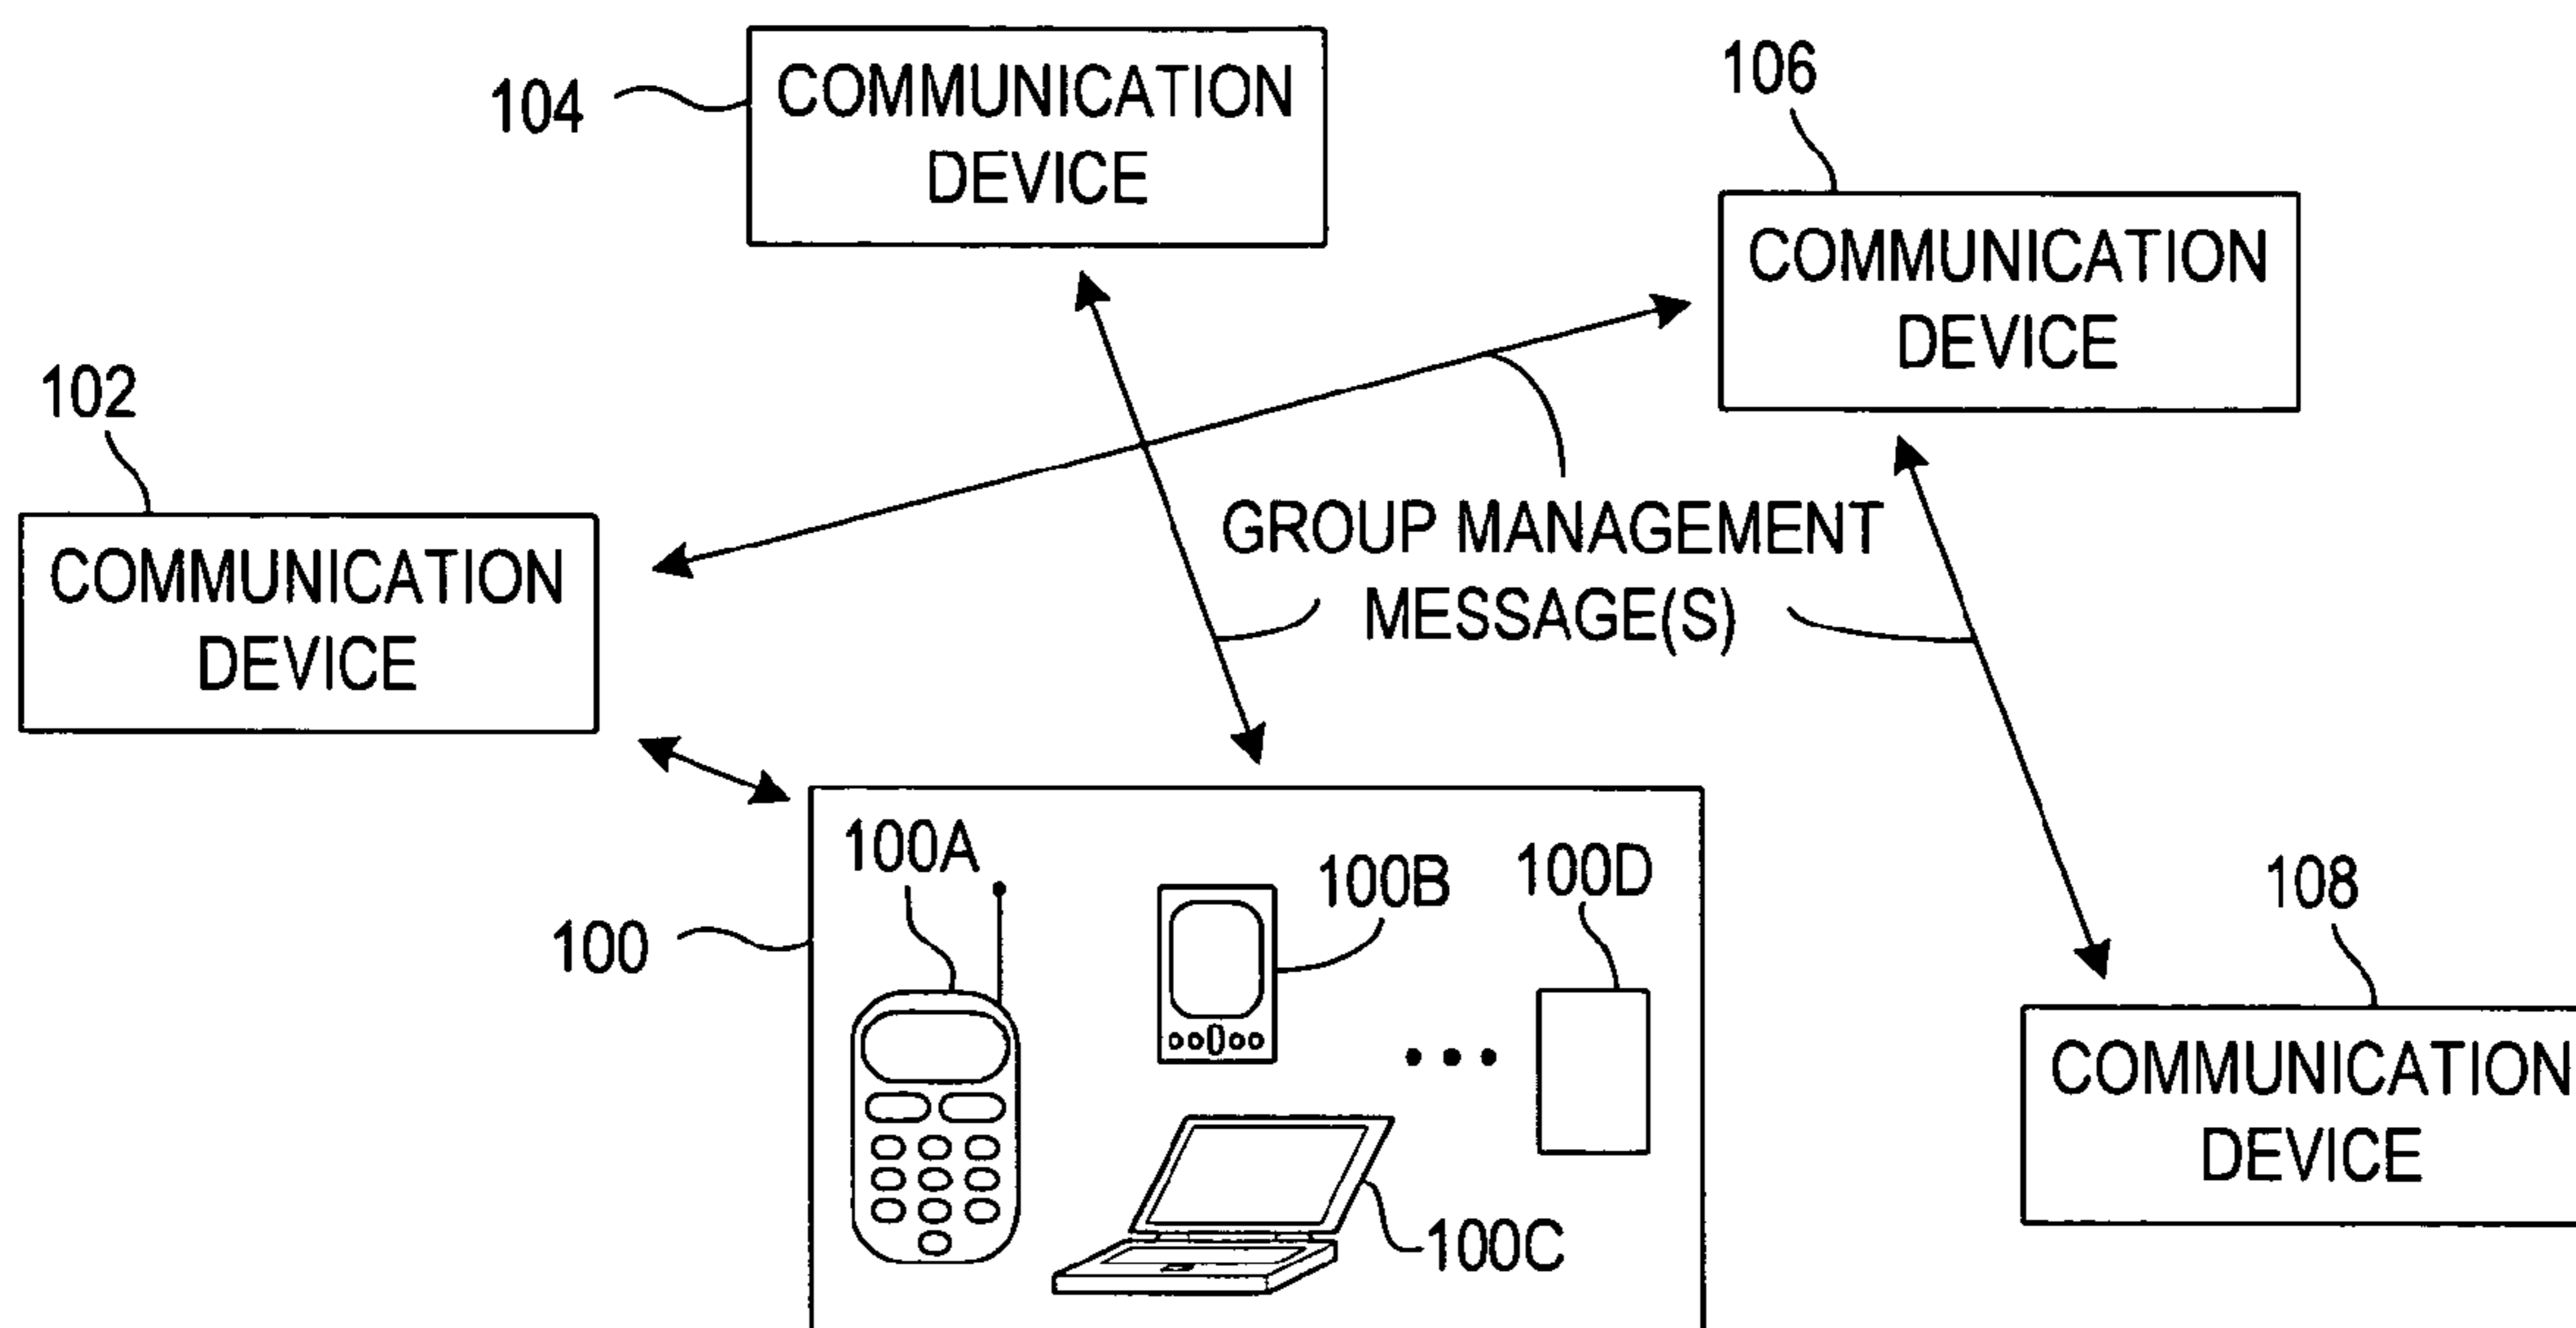 104
COMMUNICATION
DEVICE
106
COMMUNICATION
DEVICE
102
COMMUNICATION
DEVICE
GROUP MANAGEMENT
MESSAGE(S)
100
100A
100B
100D
100C
108
COMMUNICATION
DEVICE